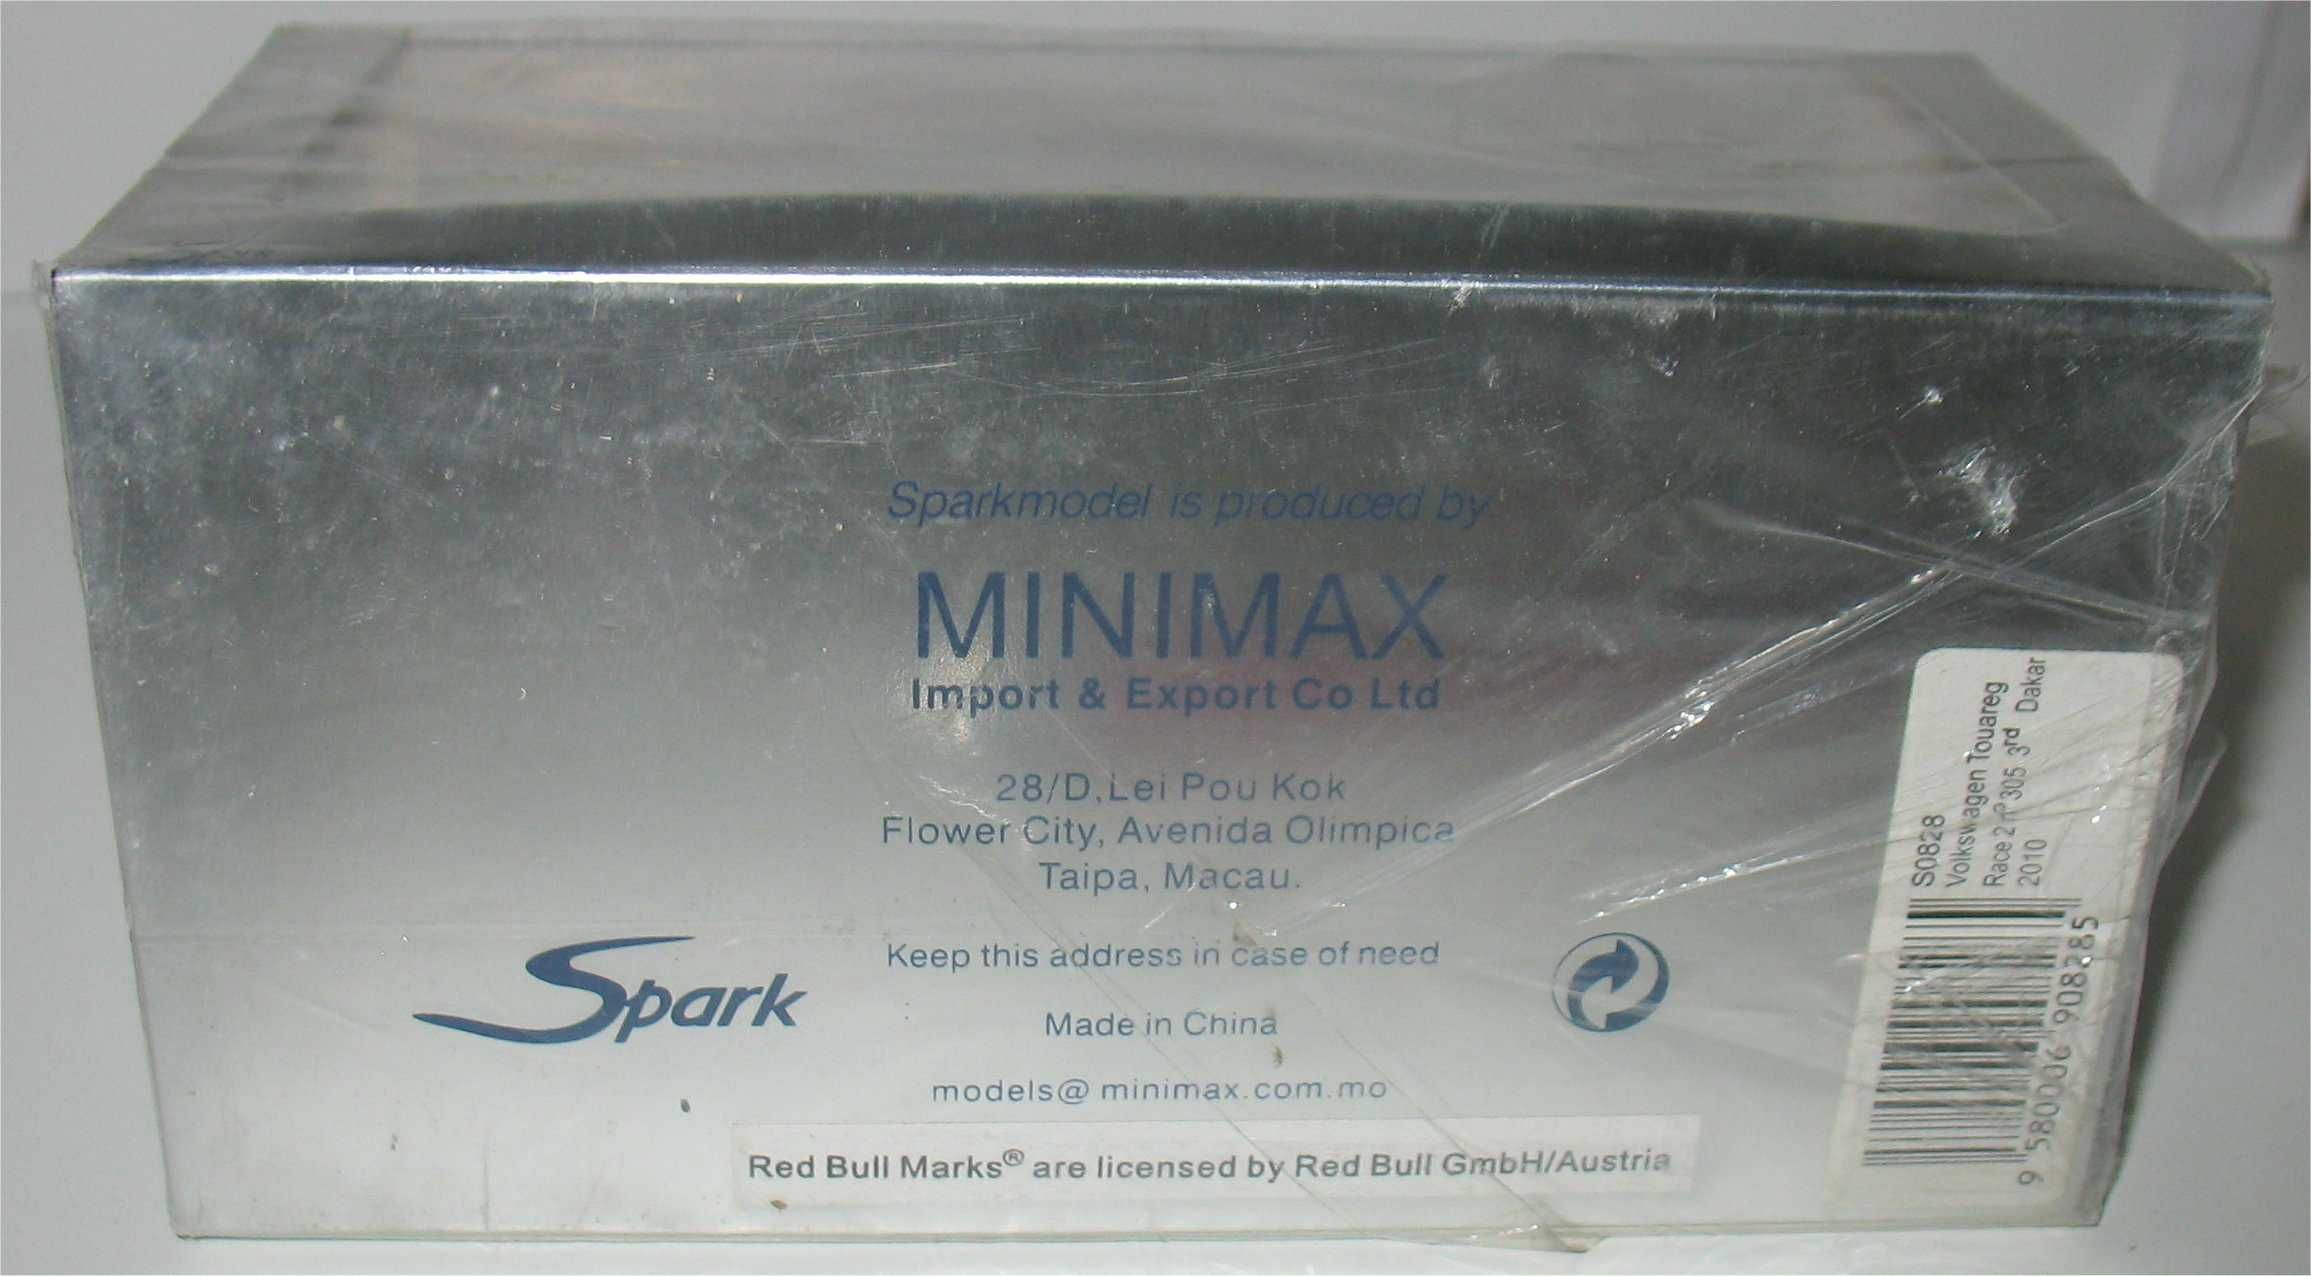 Sparkmodel is produced by
MINIMAX
Import & Export Co Ltd
28/D,Lei Pou Kok
Flower City, Avenida Olimpica
Taipa, Macau.
Keep this address in case of need
Spark
Made in China
models@ minimax.com.mo
Red Bull Marks® are licensed by Red Bull GmbH/Austria
S0828
Volkswagen Touareg
Race 2 n°305 3rd Dakar
2010
9 580006 908285